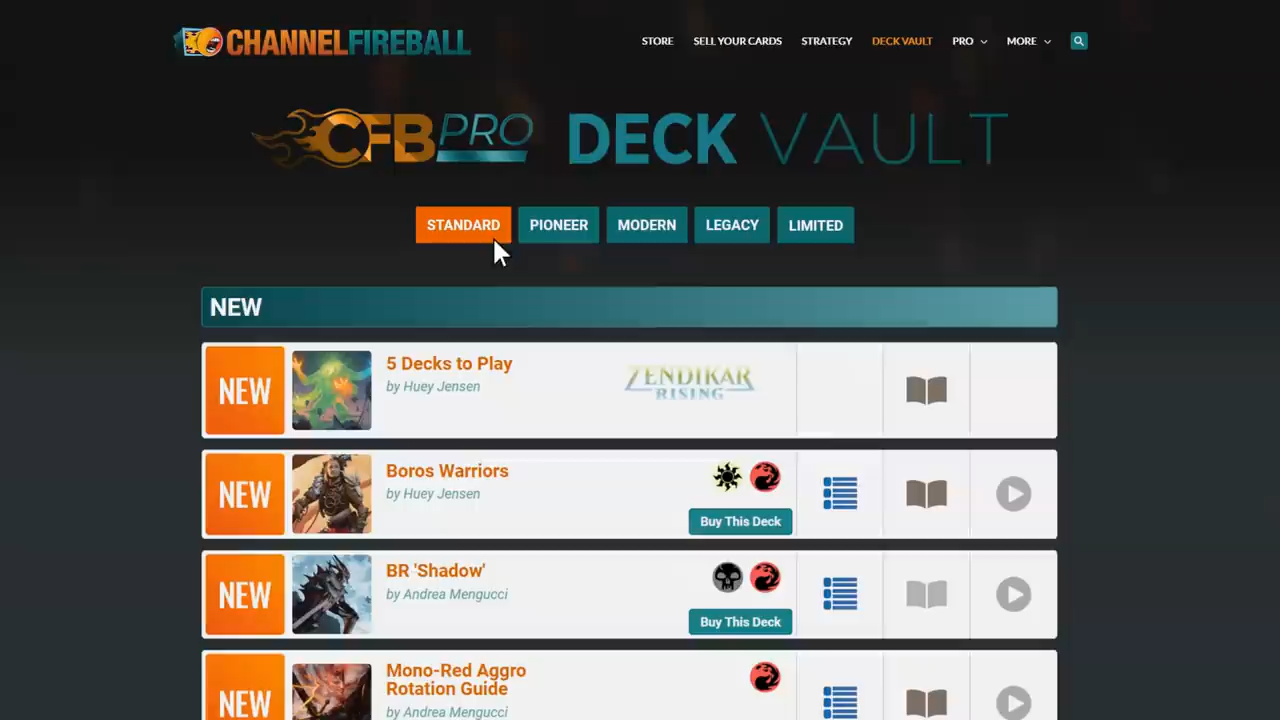 CHANNELFIREBALL
STORE SELL YOUR CARDS STRATEGY DECK VAULT PRO MORE
CFB PRO DECK VAULT
STANDARD PIONEER MODERN LEGACY LIMITED
NEW
NEW
5 Decks to Play
by Huey Jensen
ZENDIKAR
RISING
NEW
Boros Warriors
by Huey Jensen
Buy This Deck
NEW
BR 'Shadow'
by Andrea Mengucci
Buy This Deck
NEW
Mono-Red Aggro
Rotation Guide
by Andrea Mengucci